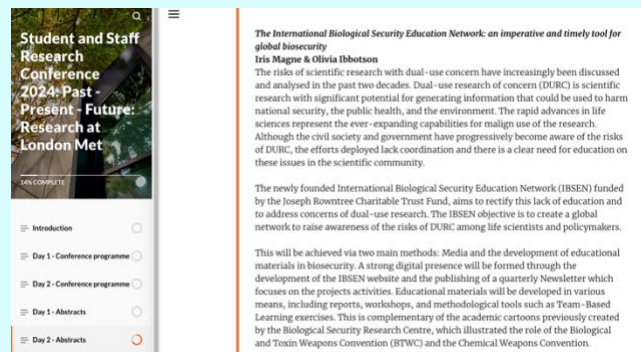 Student and Staff
Research
Conference
2024: Past -
Present - Future:
Research at
London Met
14% COMPLETE
Introduction
Day 1 - Conference programme
Day 2 - Conference programme
Day 1 - Abstracts
Day 2 - Abstracts
The International Biological Security Education Network: an imperative and timely tool for
global biosecurity
Iris Magne & Olivia Ibbotson
The risks of scientific research with dual-use concern have increasingly been discussed
and analysed in the past two decades. Dual-use research of concern (DURC) is scientific
research with significant potential for generating information that could be used to harm
national security, the public health, and the environment. The rapid advances in life
sciences represent the ever-expanding capabilities for malign use of the research.
Although the civil society and government have progressively become aware of the risks
of DURC, the efforts deployed lack coordination and there is a clear need for education on
these issues in the scientific community.
The newly founded International Biological Security Education Network (IBSEN) funded
by the Joseph Rowntree Charitable Trust Fund, aims to rectify this lack of education and
to address concerns of dual-use research. The IBSEN objective is to create a global
network to raise awareness of the risks of DURC among life scientists and policymakers.
This will be achieved via two main methods: Media and the development of educational
materials in biosecurity. A strong digital presence will be formed through the
development of the IBSEN website and the publishing of a quarterly Newsletter which
focuses on the projects activities. Educational materials will be developed in various
means, including reports, workshops, and methodological tools such as Team-Based
Learning exercises. This is complementary of the academic cartoons previously created
by the Biological Security Research Centre, which illustrated the role of the Biological
and Toxin Weapons Convention (BTWC) and the Chemical Weapons Convention.